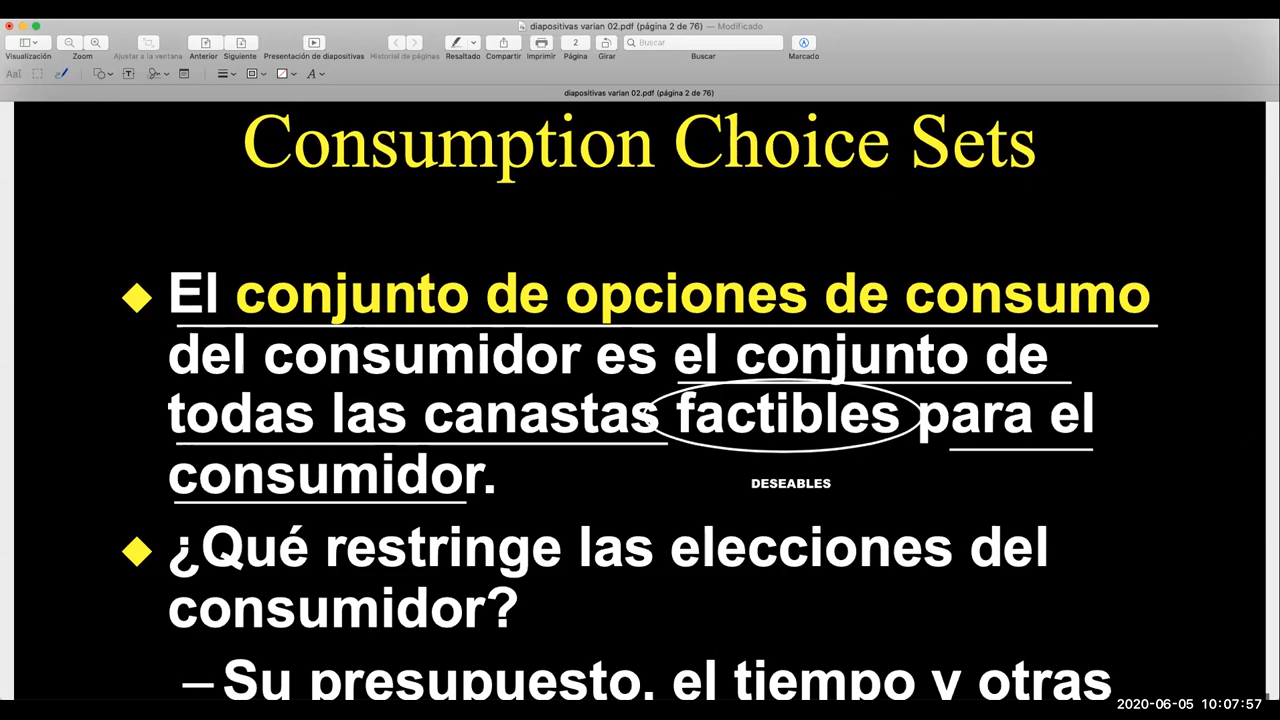 diapositivas varian 02.pdf (página 2 de 76) — Modificado
2
Buscar
Visualización Zoom Ajustar a la ventana Anterior Siguiente Presentación de diapositivas Historial de páginas Resaltado Compartir Imprimir Página Girar Buscar Marcado
diapositivas varian 02.pdf (página 2 de 76)
Consumption Choice Sets
El conjunto de opciones de consumo
del consumidor es el conjunto de
todas las canastas factibles para el
consumidor.
DESEABLES
¿Qué restringe las elecciones del
consumidor?
– Su presupuesto, el tiempo y otras
2020-06-05 10:07:57